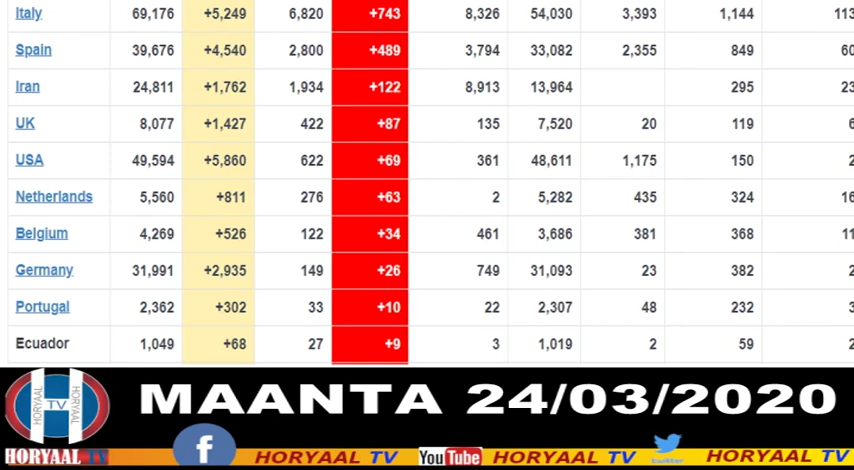 Italy 69,176 +5,249 6,820 +743 8,326 54,030 3,393 1,144 113
Spain 39,676 +4,540 2,800 +489 3,794 33,082 2,355 849 60
Iran 24,811 +1,762 1,934 +122 8,913 13,964 295 23
UK 8,077 +1,427 422 +87 135 7,520 20 119 6
USA 49,594 +5,860 622 +69 361 48,611 1,175 150 2
Netherlands 5,560 +811 276 +63 2 5,282 435 324 16
Belgium 4,269 +526 122 +34 461 3,686 381 368 11
Germany 31,991 +2,935 149 +26 749 31,093 23 382 2
Portugal 2,362 +302 33 +10 22 2,307 48 232 3
Ecuador 1,049 +68 27 +9 3 1,019 2 59 2
HORYAAL TV HORYAAL
MAANTA 24/03/2020
HORYAAL TV f HORYAAL TV YouTube HORYAAL TV twitter HORYAAL TV